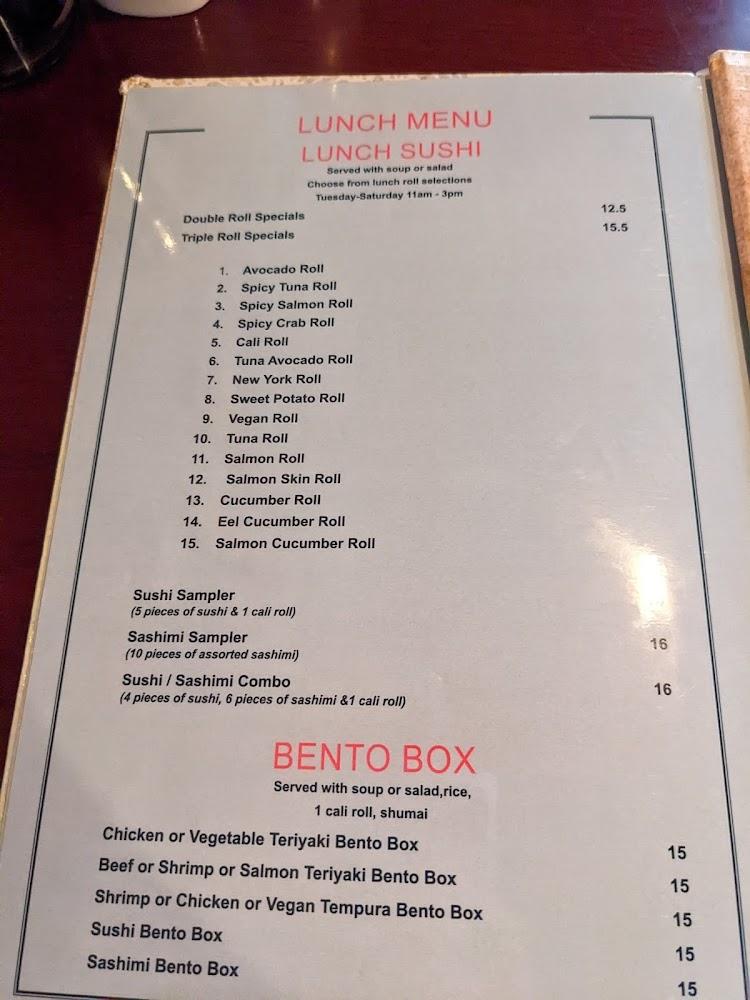 LUNCH MENU
LUNCH SUSHI
Served with soup or salad
Choose from lunch roll selections
Tuesday-Saturday 11am - 3pm
Double Roll Specials 12.5
Triple Roll Specials 15.5
1. Avocado Roll
2. Spicy Tuna Roll
3. Spicy Salmon Roll
4. Spicy Crab Roll
5. Cali Roll
6. Tuna Avocado Roll
7. New York Roll
8. Sweet Potato Roll
9. Vegan Roll
10. Tuna Roll
11. Salmon Roll
12. Salmon Skin Roll
13. Cucumber Roll
14. Eel Cucumber Roll
15. Salmon Cucumber Roll
Sushi Sampler
(5 pieces of sushi & 1 cali roll)
Sashimi Sampler 16
(10 pieces of assorted sashimi)
Sushi / Sashimi Combo 16
(4 pieces of sushi, 6 pieces of sashimi &1 cali roll)
BENTO BOX
Served with soup or salad,rice,
1 cali roll, shumai
Chicken or Vegetable Teriyaki Bento Box 15
Beef or Shrimp or Salmon Teriyaki Bento Box 15
Shrimp or Chicken or Vegan Tempura Bento Box 15
Sushi Bento Box 15
Sashimi Bento Box 15